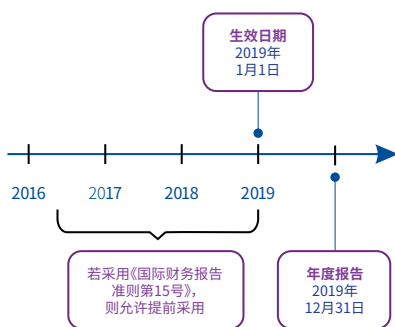 生效日期
2019年
1月1日
2016 2017 2018 2019
若采用《国际财务报告
准则第15号》，
则允许提前采用
年度报告
2019年
12月31日